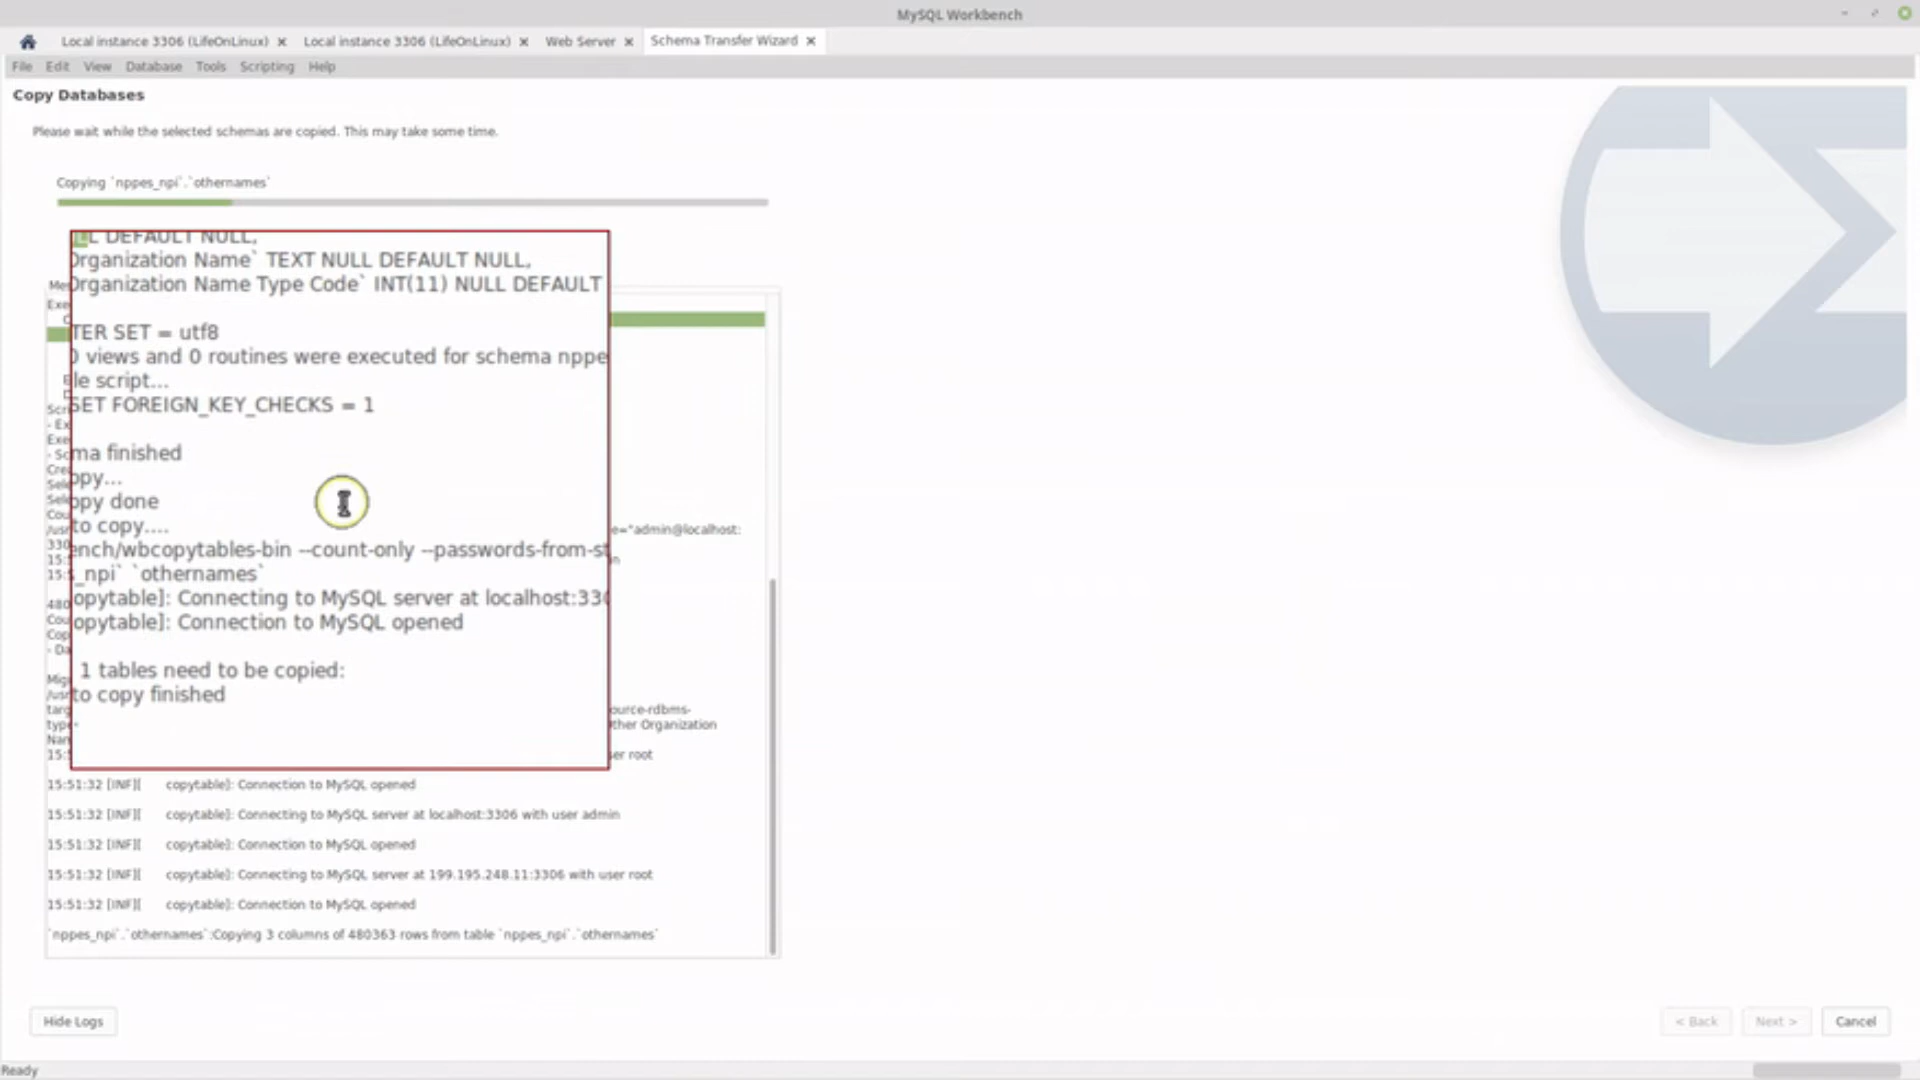 MySQL Workbench
Local instance 3306 (LifeOnLinux) Local instance 3306 (LifeOnLinux) Web Server Schema Transfer Wizard
File Edit View Database Tools Scripting Help
Copy Databases
Please wait while the selected schemas are copied. This may take some time.
Copying `nppes_npi`.`othernames`
LL DEFAULT NULL,
Organization Name` TEXT NULL DEFAULT NULL,
Organization Name Type Code` INT(11) NULL DEFAULT
TER SET = utf8
0 views and 0 routines were executed for schema nppe
le script...
SET FOREIGN_KEY_CHECKS = 1
ma finished
opy...
opy done
to copy....
e="admin@localhost:
330
ench/wbcopytables-bin --count-only --passwords-from-st
_npi` `othernames`
opytable]: Connecting to MySQL server at localhost:330
opytable]: Connection to MySQL opened
1 tables need to be copied:
to copy finished
ource-rdbms-
ther Organization
er root
15:51:32 [INF][ copytable]: Connection to MySQL opened
15:51:32 [INF][ copytable]: Connecting to MySQL server at localhost:3306 with user admin
15:51:32 [INF][ copytable]: Connection to MySQL opened
15:51:32 [INF][ copytable]: Connecting to MySQL server at 199.195.248.11:3306 with user root
15:51:32 [INF][ copytable]: Connection to MySQL opened
`nppes_npi`.`othernames`:Copying 3 columns of 480363 rows from table `nppes_npi`.`othernames`
Hide Logs
< Back Next > Cancel
Ready